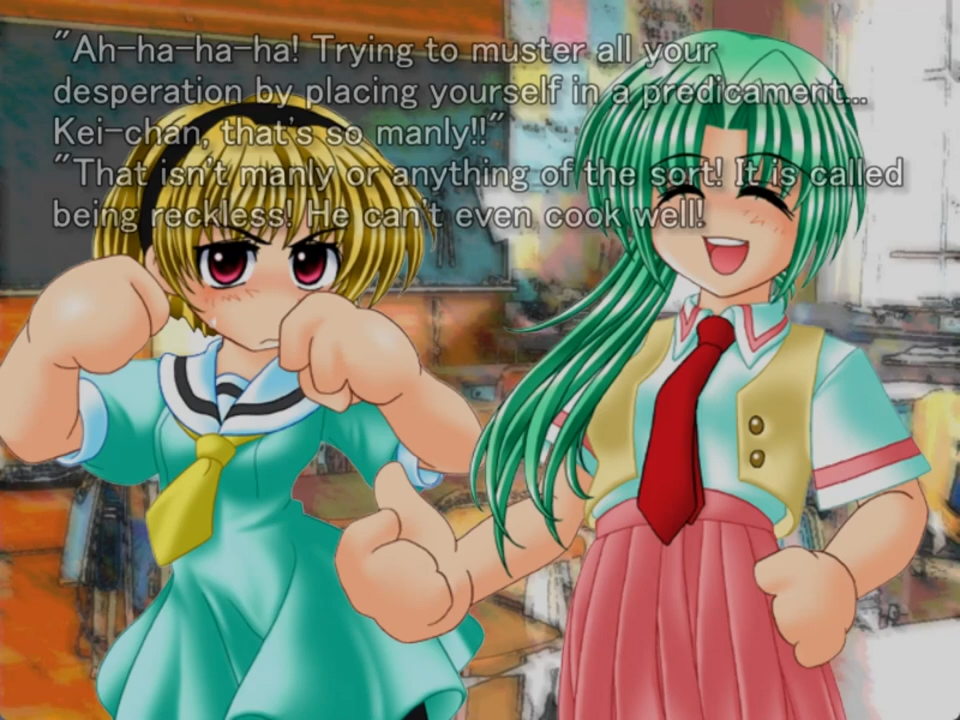 "Ah-ha-ha-ha! Trying to muster all your
desperation by placing yourself in a predicament...
Kei-chan, that's so manly!!"
"That isn't manly or anything of the sort! It is called
being reckless! He can't even cook well!